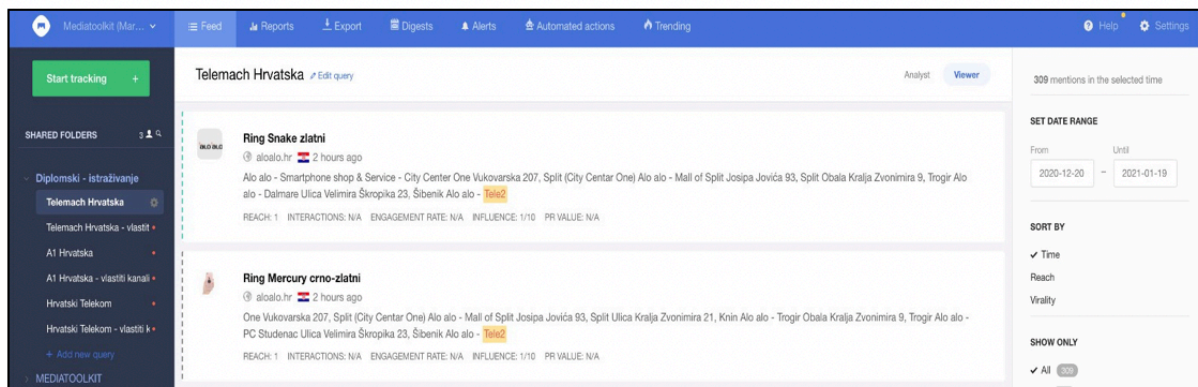 Mediatoolkit (Mar...
Feed
Reports
Export
Digests
Alerts
Automated actions
Trending
Help
Settings
Start tracking +
SHARED FOLDERS 3
Diplomski - istraživanje
Telemach Hrvatska
Telemach Hrvatska - vlastit
A1 Hrvatska
A1 Hrvatska - vlastiti kanali
Hrvatski Telekom
Hrvatski Telekom - vlastiti k
+ Add new query
MEDIATOOLKIT
Telemach Hrvatska Edit query
Analyst Viewer
Ring Snake zlatni
aloalo.hr 2 hours ago
Alo alo - Smartphone shop & Service - City Center One Vukovarska 207, Split (City Centar One) Alo alo - Mall of Split Josipa Jovića 93, Split Obala Kralja Zvonimira 9, Trogir Alo
alo - Dalmare Ulica Velimira Škropika 23, Šibenik Alo alo - Tele2
REACH: 1 INTERACTIONS: N/A ENGAGEMENT RATE: N/A INFLUENCE: 1/10 PR VALUE: N/A
Ring Mercury crno-zlatni
aloalo.hr 2 hours ago
One Vukovarska 207, Split (City Centar One) Alo alo - Mall of Split Josipa Jovića 93, Split Ulica Kralja Zvonimira 21, Knin Alo alo - Trogir Obala Kralja Zvonimira 9, Trogir Alo alo -
PC Studenac Ulica Velimira Škropika 23, Šibenik Alo alo - Tele2
REACH: 1 INTERACTIONS: N/A ENGAGEMENT RATE: N/A INFLUENCE: 1/10 PR VALUE: N/A
309 mentions in the selected time
SET DATE RANGE
From Until
2020-12-20 – 2021-01-19
SORT BY
Time
Reach
Virality
SHOW ONLY
All 309